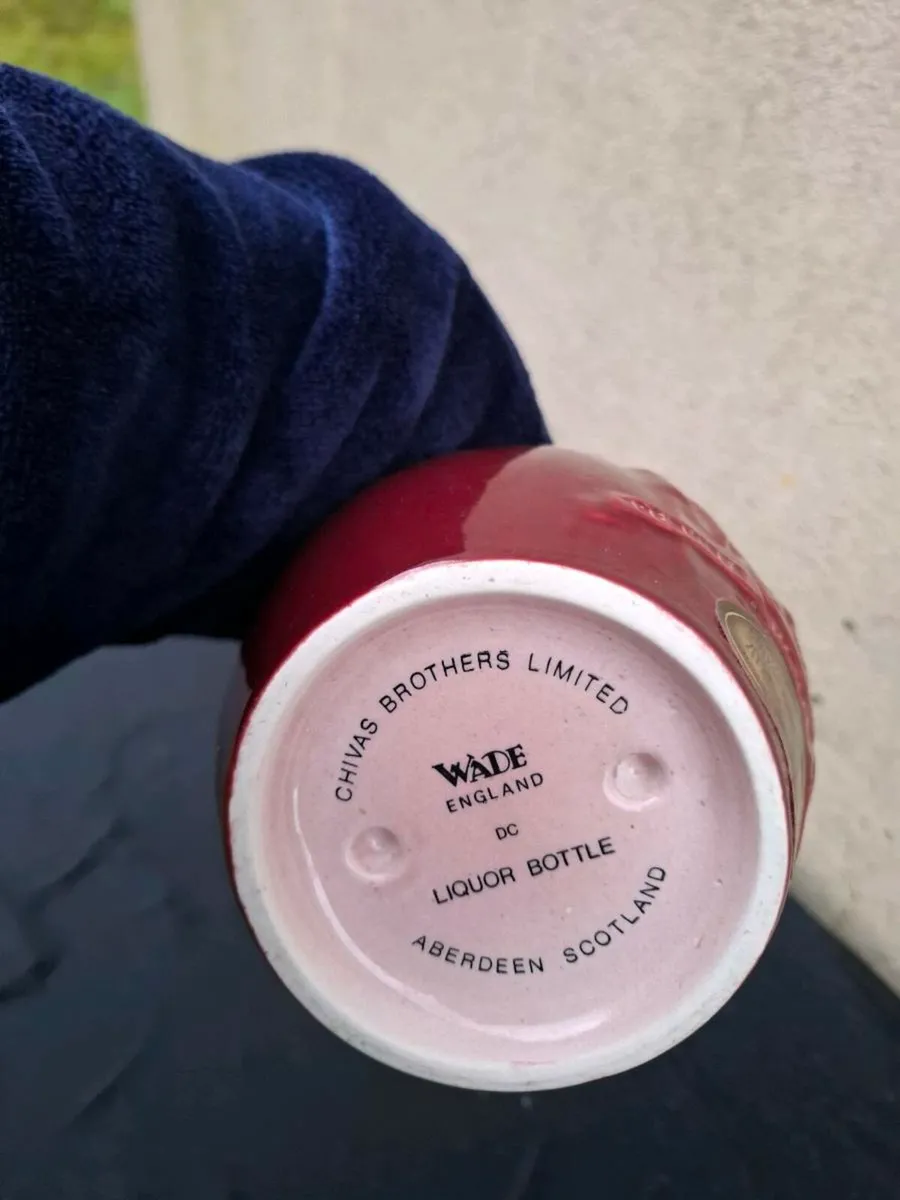 CHIVAS BROTHERS LIMITED
WADE
ENGLAND
DC
LIQUOR BOTTLE
ABERDEEN SCOTLAND